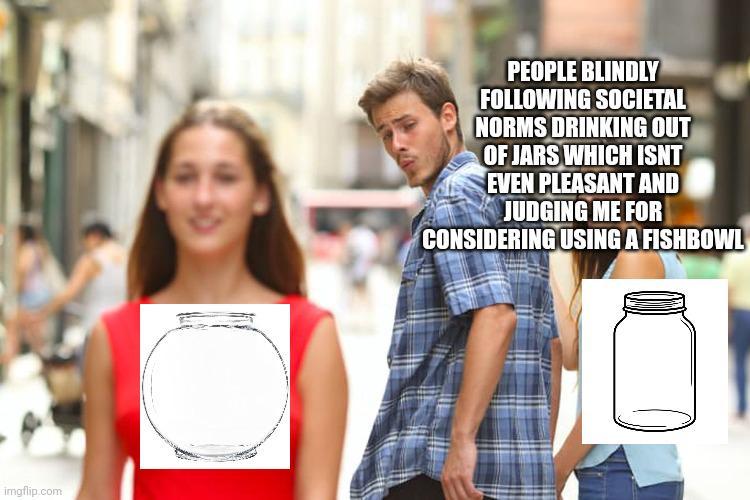 PEOPLE BLINDLY
FOLLOWING SOCIETAL
NORMS DRINKING OUT
OF JARS WHICH ISNT
EVEN PLEASANT AND
JUDGING ME FOR
CONSIDERING USING A FISHBOWL
imgflip.com